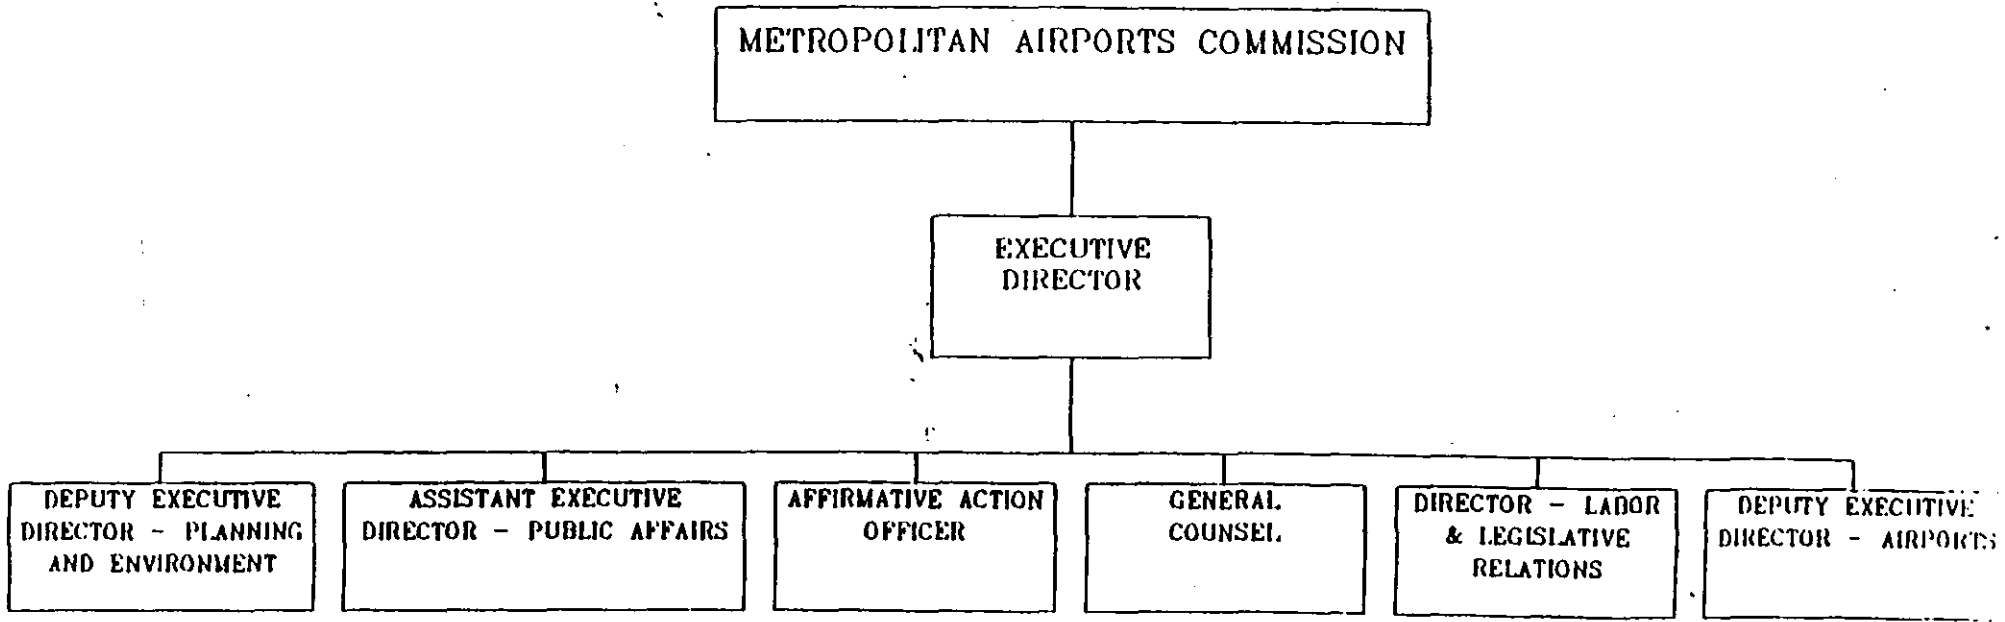 METROPOLITAN AIRPORTS COMMISSION
EXECUTIVE
DIRECTOR
DEPUTY EXECUTIVE
DIRECTOR - PLANNING
AND ENVIRONMENT
ASSISTANT EXECUTIVE
DIRECTOR - PUBLIC AFFAIRS
AFFIRMATIVE ACTION
OFFICER
GENERAL
COUNSEL
DIRECTOR - LABOR
& LEGISLATIVE
RELATIONS
DEPUTY EXECUTIVE
DIRECTOR - AIRPORTS